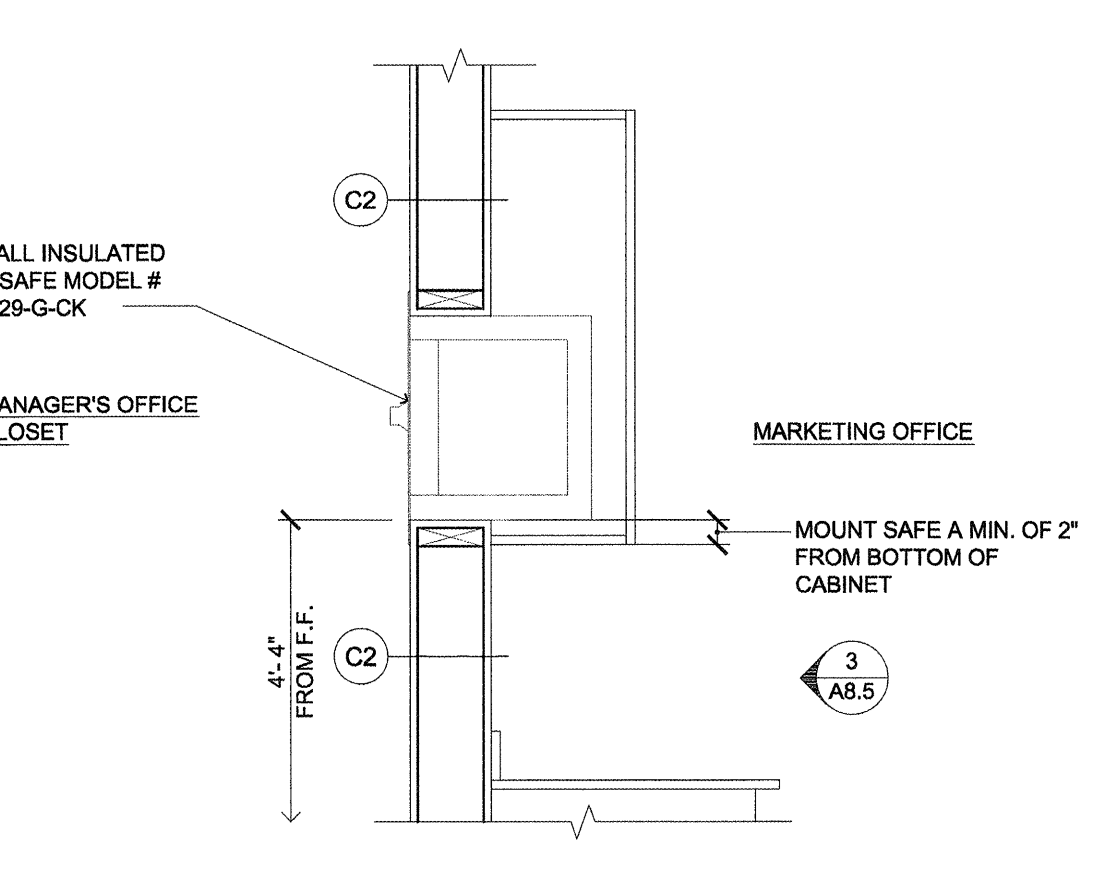 C2
ALL INSULATED
SAFE MODEL #
29-G-CK
ANAGER'S OFFICE
LOSET
MARKETING OFFICE
MOUNT SAFE A MIN. OF 2"
FROM BOTTOM OF
CABINET
4'- 4"
FROM F.F.
C2
3
A8.5